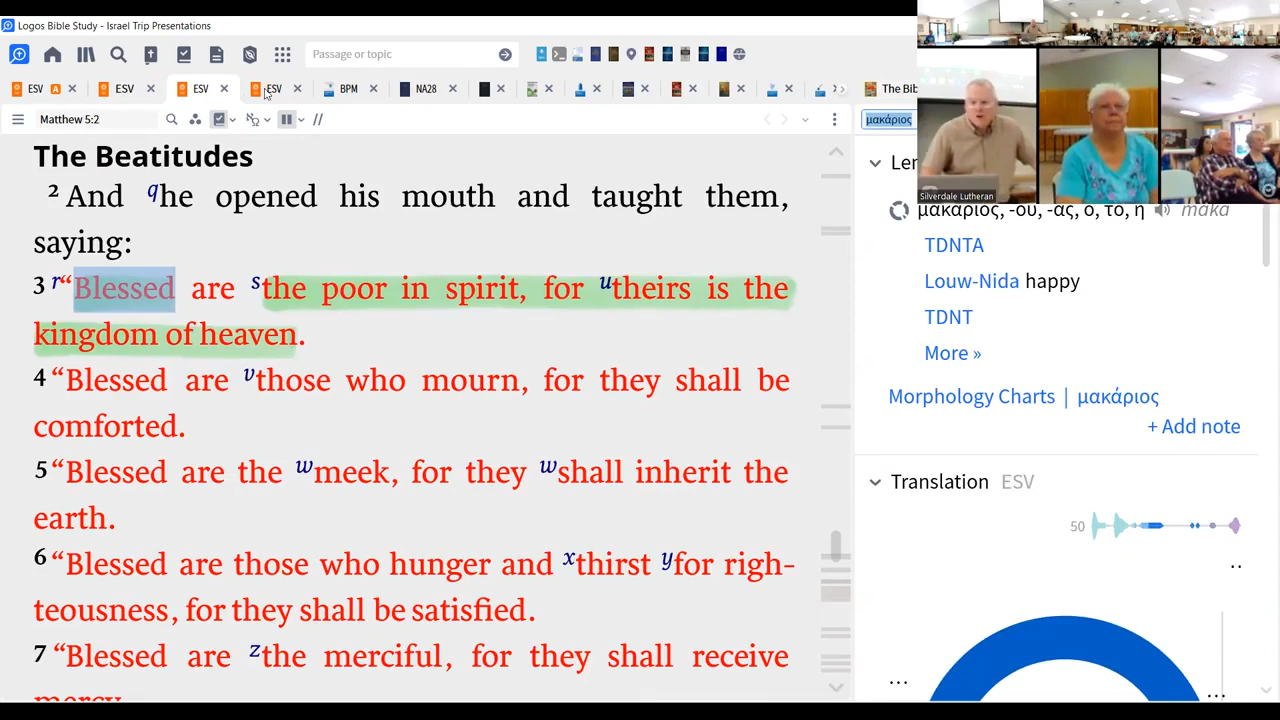 Logos Bible Study - Israel Trip Presentations
Passage or topic
ESV A
ESV
ESV
ESV
BPM
NA28
The Bib
Matthew 5:2
μακάριος
The Beatitudes
2 And qhe opened his mouth and taught them,
saying:
3 r“Blessed are sthe poor in spirit, for utheirs is the
kingdom of heaven.
4 “Blessed are vthose who mourn, for they shall be
comforted.
5 “Blessed are the wmeek, for they wshall inherit the
earth.
6 “Blessed are those who hunger and xthirst yfor righ-
teousness, for they shall be satisfied.
7 “Blessed are zthe merciful, for they shall receive
mercy.
Silverdale Lutheran
Len
μακάριος, -ου, -ας, ο, το, η maka
TDNTA
Louw-Nida happy
TDNT
More »
Morphology Charts | μακάριος
+ Add note
Translation ESV
50